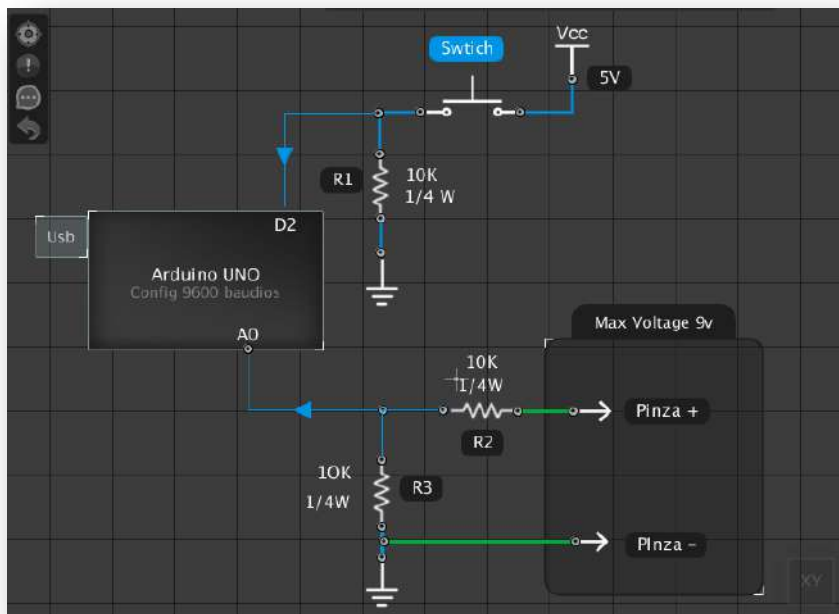 Swtich
Vcc
5V
R1
10K
1/4 W
Usb
D2
Arduino UNO
Config 9600 baudios
A0
Max Voltage 9v
10K
1/4W
Pinza +
R2
10K
1/4W
R3
PInza -
XY